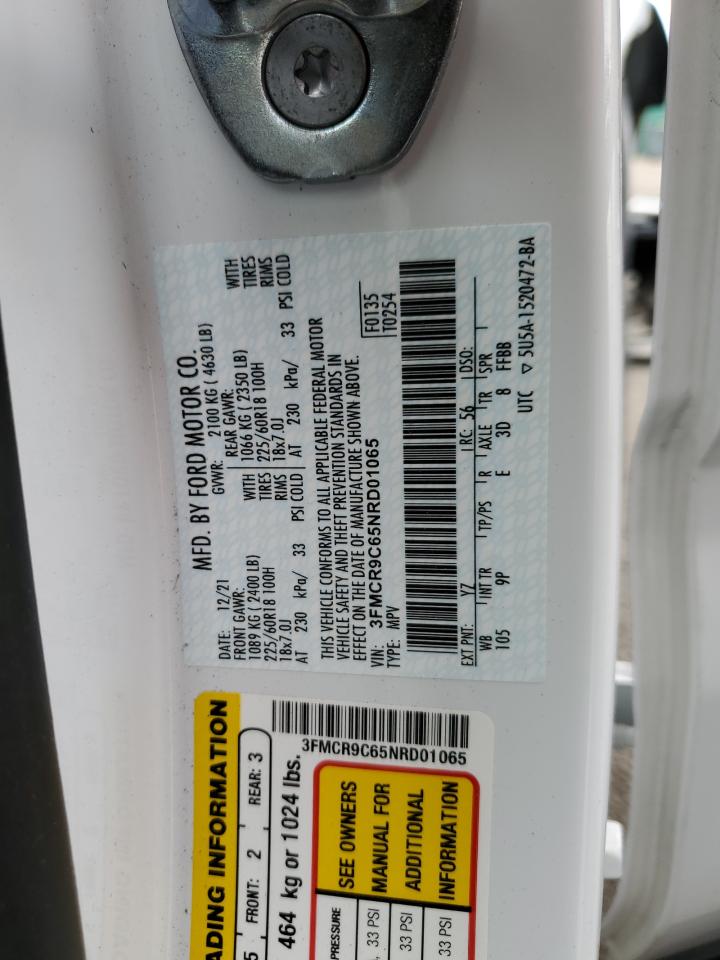 MFD. BY FORD MOTOR CO.
DATE: 12/21 GVWR: 2100 KG ( 4630 LB)
FRONT GAWR: REAR GAWR:
1089 KG ( 2400 LB) WITH 1066 KG ( 2350 LB) WITH
225/60R18 100H TIRES 225/60R18 100H TIRES
18x7.0J RIMS 18x7.0J RIMS
AT 230 kPa/ 33 PSI COLD AT 230 kPa/ 33 PSI COLD
THIS VEHICLE CONFORMS TO ALL APPLICABLE FEDERAL MOTOR
VEHICLE SAFETY AND THEFT PREVENTION STANDARDS IN
EFFECT ON THE DATE OF MANUFACTURE SHOWN ABOVE.
VIN: 3FMCR9C65NRD01065 F0135
TYPE: MPV T0254
EXT PNT: YZ RC: 56 DSO:
WB INT TR TP/PS R AXLE TR SPR
105 9P E 3D 8 FFBB
UTC ▽ 5U5A-1520472-BA
ADING INFORMATION
5 FRONT: 2 REAR: 3
464 kg or 1024 lbs.
3FMCR9C65NRD01065
PRESSURE SEE OWNERS
33 PSI MANUAL FOR
33 PSI ADDITIONAL
33 PSI INFORMATION